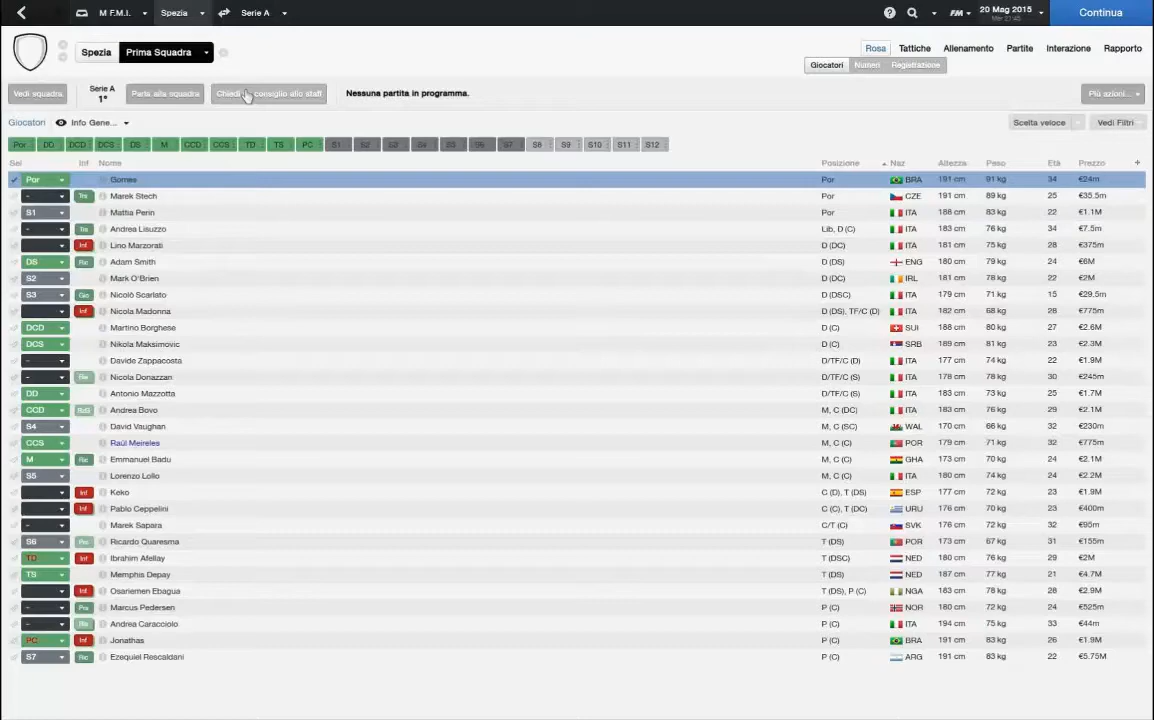 M F.M.I. Spezia Serie A FM 20 Mag 2015 Continua
Mer 21:45
Spezia Prima Squadra Rosa Tattiche Allenamento Partite Interazione Rapporto
Giocatori Numeri Registrazione
Vedi squadra Serie A 1° Parla alla squadra Chiedi consiglio allo staff Nessuna partita in programma. Più azioni...
Giocatori Info Gene... Scelta veloce Vedi Filtri
Por DD DCD DCS DS M CCD CCS TD TS PC S1 S2 S3 S4 S5 S6 S7 S8 S9 S10 S11 S12
Sel Inf Nome Posizione Naz Altezza Peso Età Prezzo +
Por Gomes Por BRA 191 cm 91 kg 34 €24m
- Trs Marek Stech Por CZE 191 cm 89 kg 25 €35.5m
S1 Mattia Perin Por ITA 188 cm 83 kg 22 €1.1M
- Trs Andrea Lisuzzo Lib, D (C) ITA 183 cm 76 kg 34 €7.5m
Inf Lino Marzorati D (DC) ITA 181 cm 75 kg 28 €375m
DS Ric Adam Smith D (DS) ENG 180 cm 79 kg 24 €6M
S2 Mark O'Brien D (DC) IRL 181 cm 78 kg 22 €2M
S3 Gio Nicolò Scarlato D (DSC) ITA 179 cm 71 kg 15 €29.5m
Inf Nicola Madonna D (DS), TF/C (D) ITA 182 cm 68 kg 28 €775m
DCD Martino Borghese D (C) SUI 188 cm 80 kg 27 €2.6M
DCS Nikola Maksimovic D (C) SRB 189 cm 81 kg 23 €2.3M
- Davide Zappacosta D/TF/C (D) ITA 177 cm 74 kg 22 €1.9M
- Nicola Donazzan D/TF/C (S) ITA 178 cm 78 kg 30 €245m
DD Antonio Mazzotta D/TF/C (S) ITA 183 cm 73 kg 25 €1.7M
CCD Andrea Bovo M, C (DC) ITA 183 cm 76 kg 29 €2.1M
S4 David Vaughan M, C (SC) WAL 170 cm 66 kg 32 €230m
CCS Raúl Meireles M, C (C) POR 179 cm 71 kg 32 €775m
M Ric Emmanuel Badu M, C (C) GHA 173 cm 70 kg 24 €2.1M
S5 Lorenzo Lollo M, C (C) ITA 180 cm 74 kg 24 €2.2M
Inf Keko C (D), T (DS) ESP 177 cm 72 kg 23 €1.9M
Inf Pablo Ceppelini C (C), T (DC) URU 176 cm 70 kg 23 €400m
- Marek Sapara C/T (C) SVK 176 cm 72 kg 32 €95m
S6 Ricardo Quaresma T (DS) POR 173 cm 67 kg 31 €155m
TD Inf Ibrahim Afellay T (DSC) NED 180 cm 76 kg 29 €2M
TS Memphis Depay T (DS) NED 187 cm 77 kg 21 €4.7M
Inf Osariemen Ebagua T (DS), P (C) NGA 183 cm 78 kg 28 €2.9M
- Pre Marcus Pedersen P (C) NOR 180 cm 72 kg 24 €525m
- Andrea Caracciolo P (C) ITA 194 cm 75 kg 33 €44m
PC Inf Jonathas P (C) BRA 191 cm 83 kg 26 €1.9M
S7 Ric Ezequiel Rescaldani P (C) ARG 191 cm 83 kg 22 €5.75M